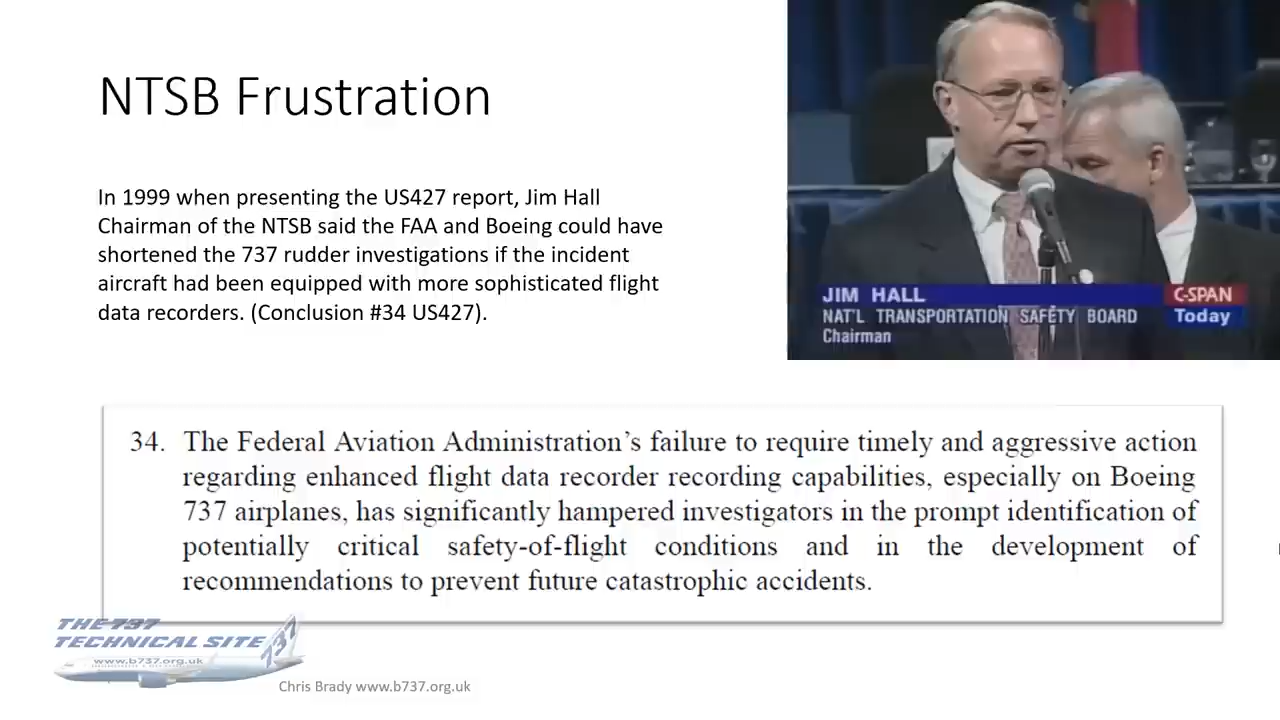 NTSB Frustration
In 1999 when presenting the US427 report, Jim Hall
Chairman of the NTSB said the FAA and Boeing could have
shortened the 737 rudder investigations if the incident
aircraft had been equipped with more sophisticated flight
data recorders. (Conclusion #34 US427).
JIM HALL
C-SPAN
NAT'L TRANSPORTATION SAFETY BOARD
Today
Chairman
34. The Federal Aviation Administration's failure to require timely and aggressive action
regarding enhanced flight data recorder recording capabilities, especially on Boeing
737 airplanes, has significantly hampered investigators in the prompt identification of
potentially critical safety-of-flight conditions and in the development of
recommendations to prevent future catastrophic accidents.
THE 737
TECHNICAL SITE
737
www.b737.org.uk
Chris Brady www.b737.org.uk